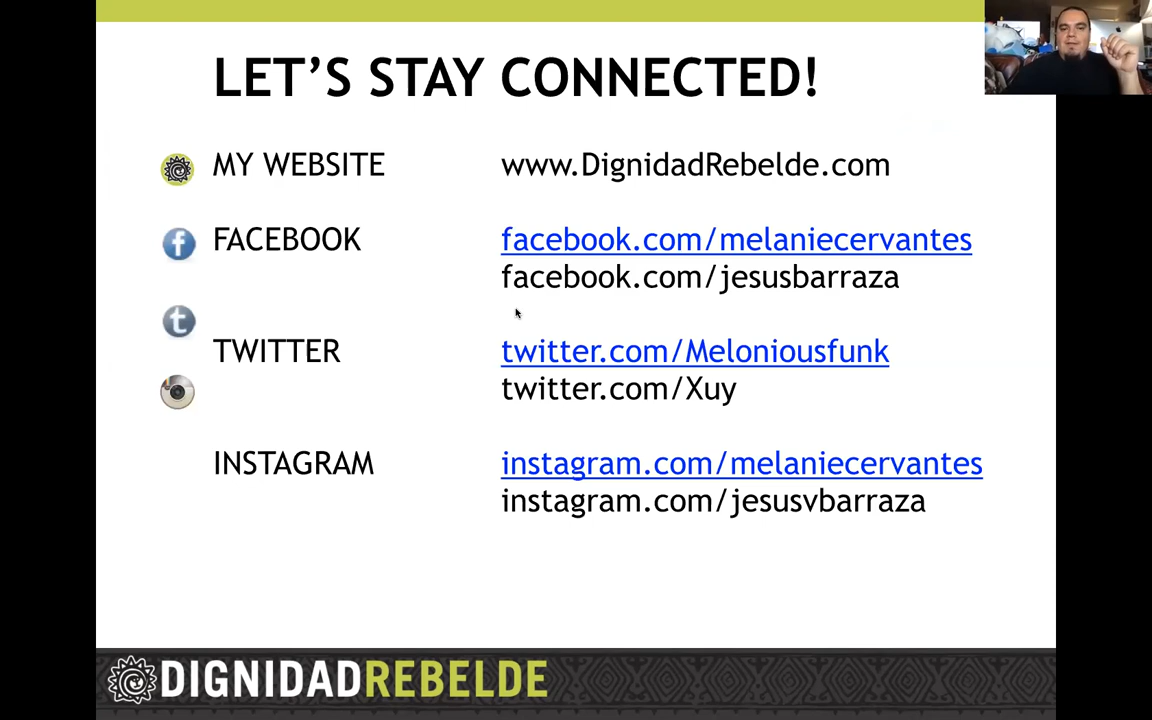 LET'S STAY CONNECTED!
MY WEBSITE www.DignidadRebelde.com
f FACEBOOK facebook.com/melaniecervantes
facebook.com/jesusbarraza
t
TWITTER twitter.com/Meloniousfunk
twitter.com/Xuy
INSTAGRAM instagram.com/melaniecervantes
instagram.com/jesusvbarraza
DIGNIDADREBELDE